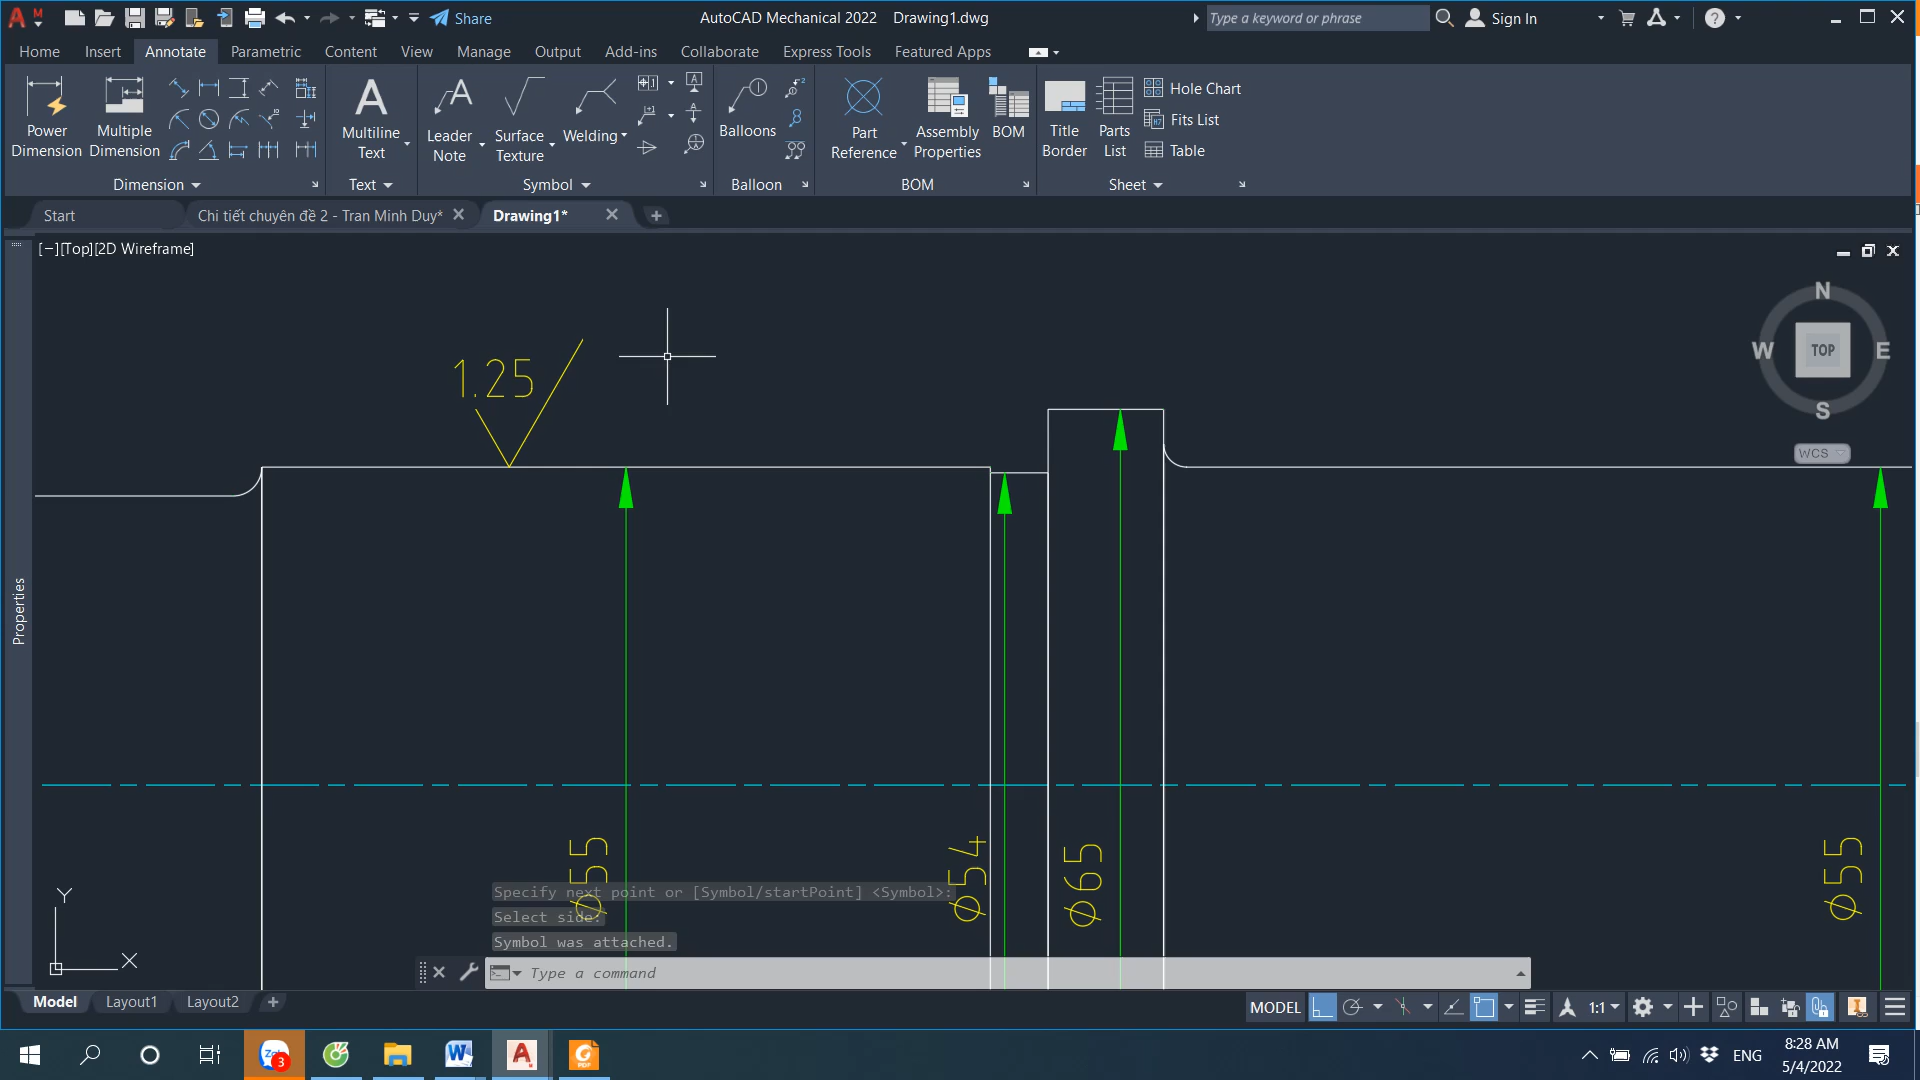 Share
AutoCAD Mechanical 2022 Drawing1.dwg
Type a keyword or phrase
Sign In
Home Insert Annotate Parametric Content View Manage Output Add-ins Collaborate Express Tools Featured Apps
Power Dimension
Multiple Dimension
Dimension
Multiline Text
Text
Leader Note
Surface Texture
Welding
Symbol
Balloons
Balloon
Part Reference
Assembly Properties
BOM
BOM
Title Border
Parts List
Hole Chart
Fits List
Table
Sheet
Start
Chi tiết chuyên đề 2 - Tran Minh Duy*
Drawing1*
[−][Top][2D Wireframe]
N
W TOP E
S
WCS
1.25
Properties
⌀55
⌀54
⌀65
⌀55
Y
X
Specify next point or [Symbol/startPoint] <Symbol>:
Select side:
Symbol was attached.
Type a command
Model Layout1 Layout2
MODEL
1:1
3
ENG
8:28 AM
5/4/2022